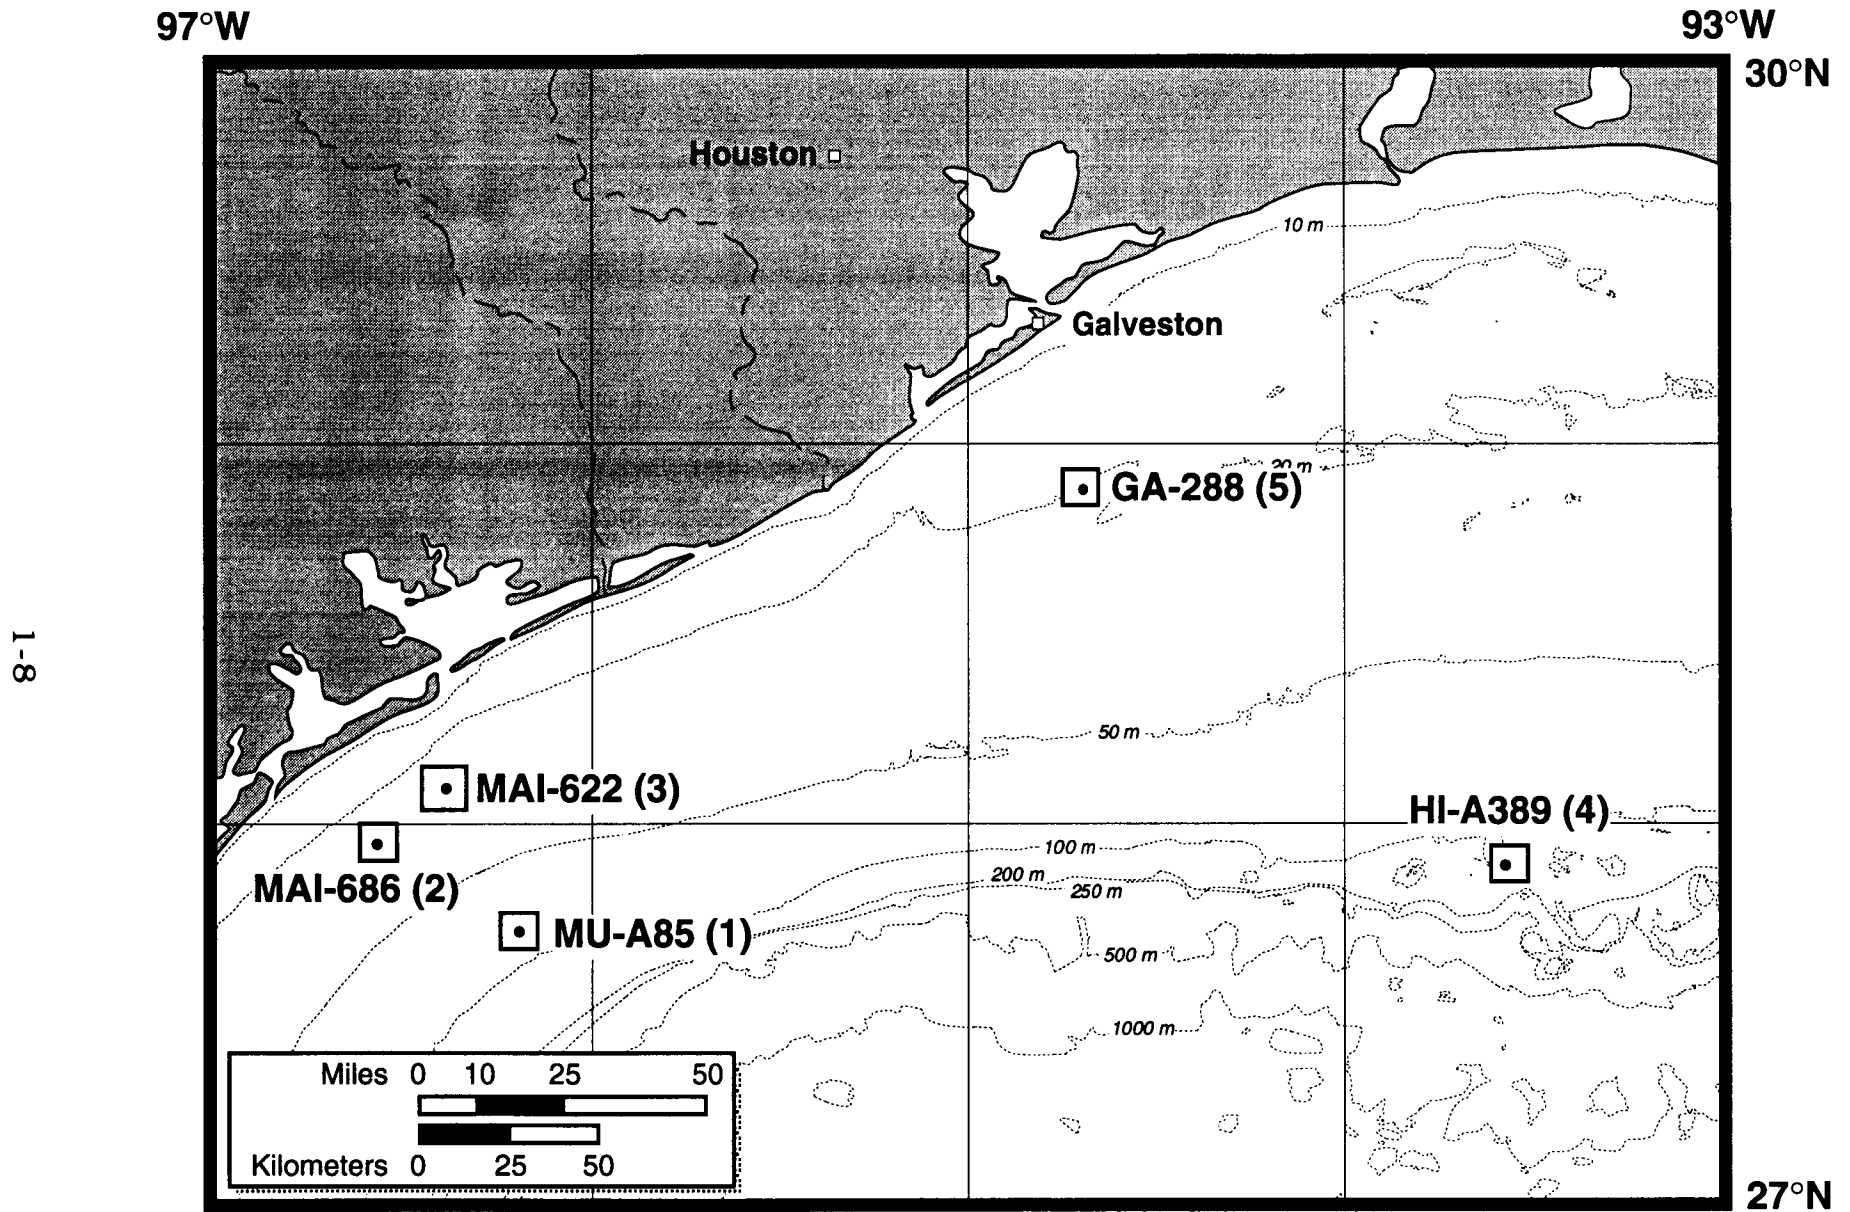 97°W
93°W
30°N
Houston
10 m
Galveston
20 m
GA-288 (5)
1-8
50 m
MAI-622 (3)
HI-A389 (4)
100 m
MAI-686 (2)
200 m
250 m
MU-A85 (1)
500 m
1000 m
Miles 0 10 25 50
Kilometers 0 25 50
27°N